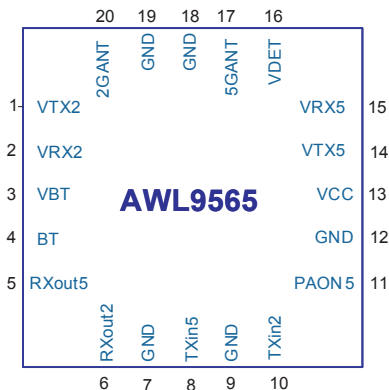 20 19 18 17 16
2GANT GND GND 5GANT VDET
1 VTX2 VRX5 15
2 VRX2 VTX5 14
3 VBT AWL9565 VCC 13
4 BT GND 12
5 RXout5 PAON5 11
RXout2 GND TXin5 GND TXin2
6 7 8 9 10